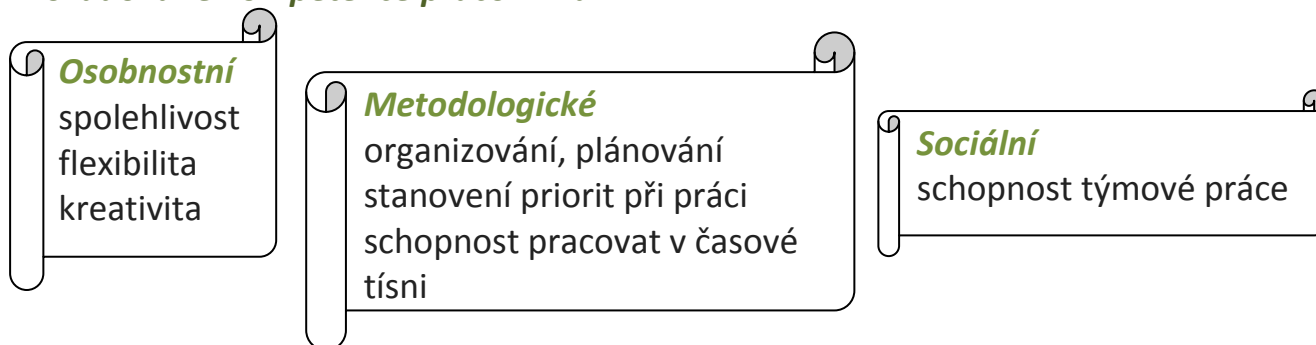 Osobnostní
spolehlivost
flexibilita
kreativita
Metodologické
organizování, plánování
stanovení priorit při práci
schopnost pracovat v časové
tísni
Sociální
schopnost týmové práce